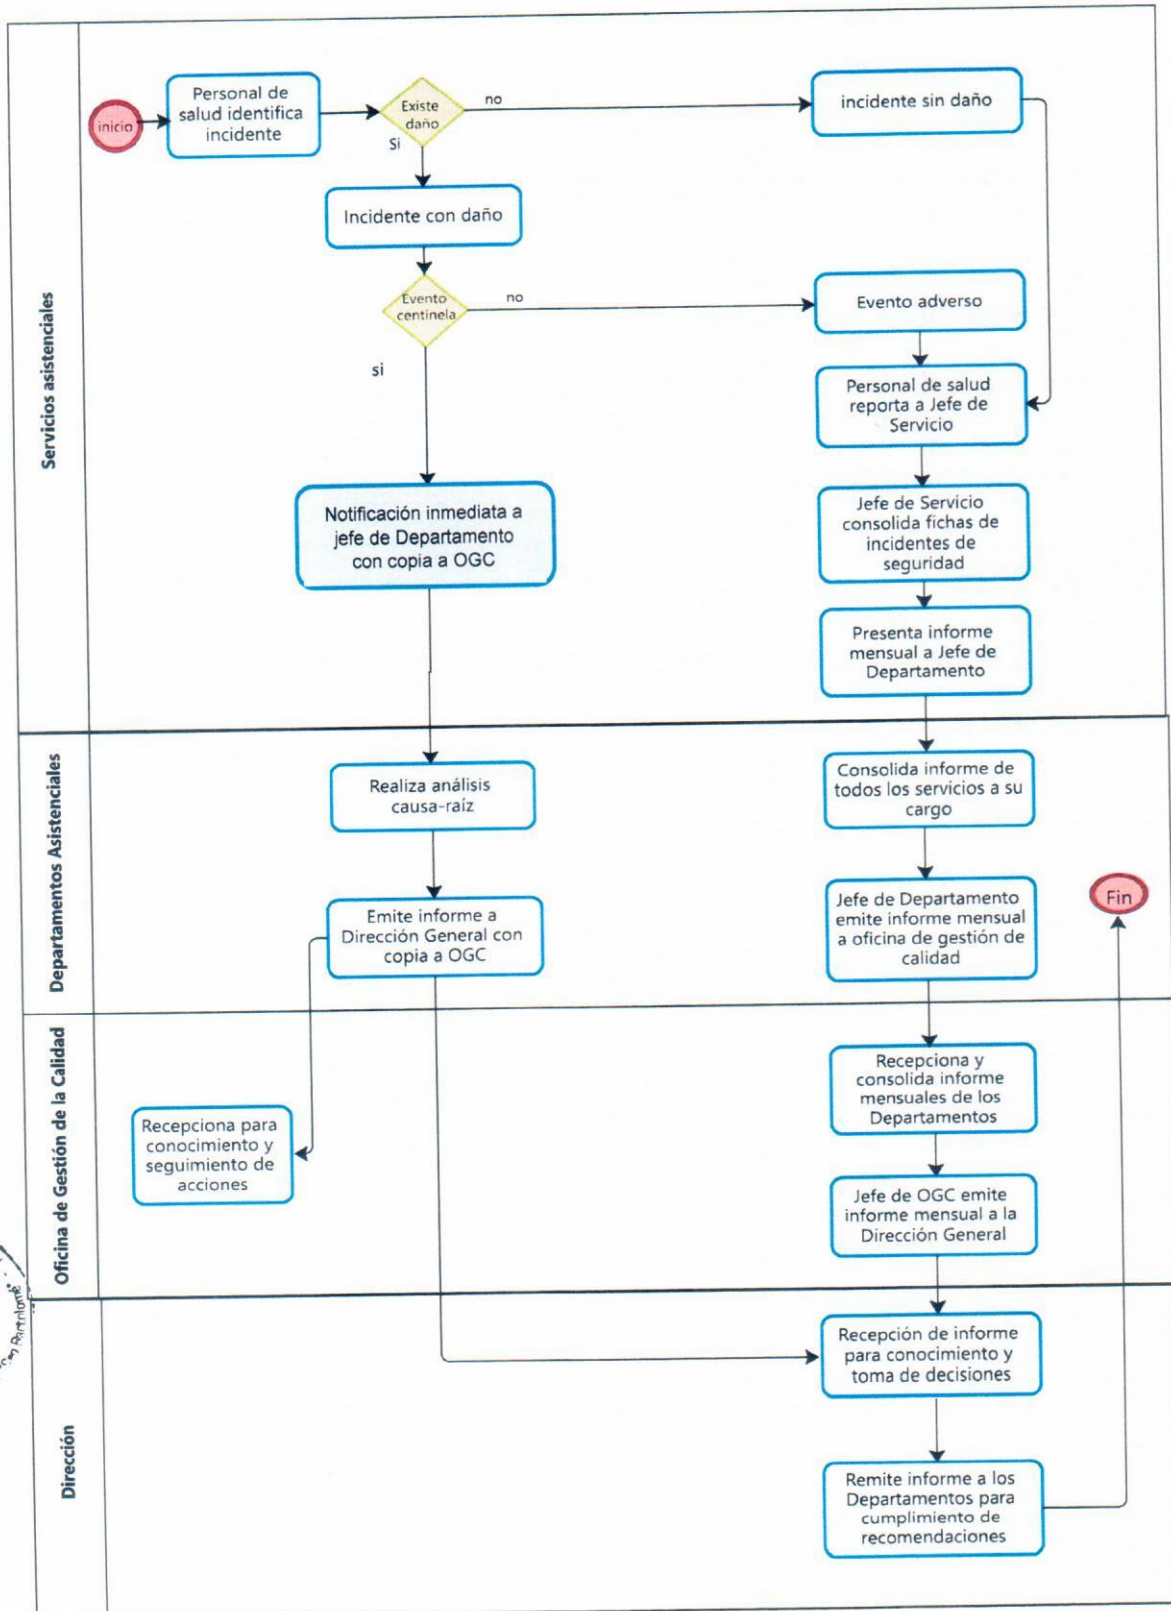 Servicios asistenciales
inicio
Personal de
salud identifica
incidente
Existe
daño
no
incidente sin daño
Si
Incidente con daño
Evento
centinela
no
Evento adverso
si
Personal de salud
reporta a Jefe de
Servicio
Notificación inmediata a
jefe de Departamento
con copia a OGC
Jefe de Servicio
consolida fichas de
incidentes de
seguridad
Presenta informe
mensual a Jefe de
Departamento
Departamentos Asistenciales
Realiza análisis
causa-raíz
Consolida informe de
todos los servicios a su
cargo
Emite informe a
Dirección General con
copia a OGC
Jefe de Departamento
emite informe mensual
a oficina de gestión de
calidad
Fin
Oficina de Gestión de la Calidad
Recepciona para
conocimiento y
seguimiento de
acciones
Recepciona y
consolida informe
mensuales de los
Departamentos
Jefe de OGC emite
informe mensual a la
Dirección General
Dirección
Recepción de informe
para conocimiento y
toma de decisiones
Remite informe a los
Departamentos para
cumplimiento de
recomendaciones